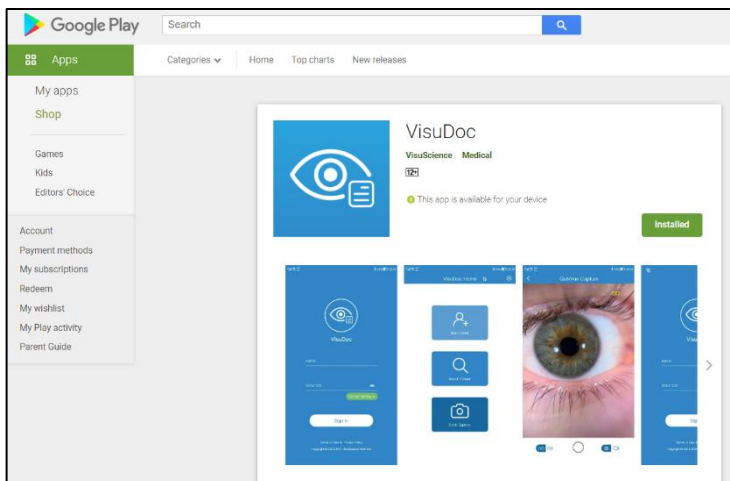 Google Play
Search
Apps
Categories
Home
Top charts
New releases
My apps
Shop
Games
Kids
Editors' Choice
Account
Payment methods
My subscriptions
Redeem
My wishlist
My Play activity
Parent Guide
VisuDoc
VisuScience Medical
12+
This app is available for your device
Installed
VisuDoc
Sign In
VisuDoc Home
Capture